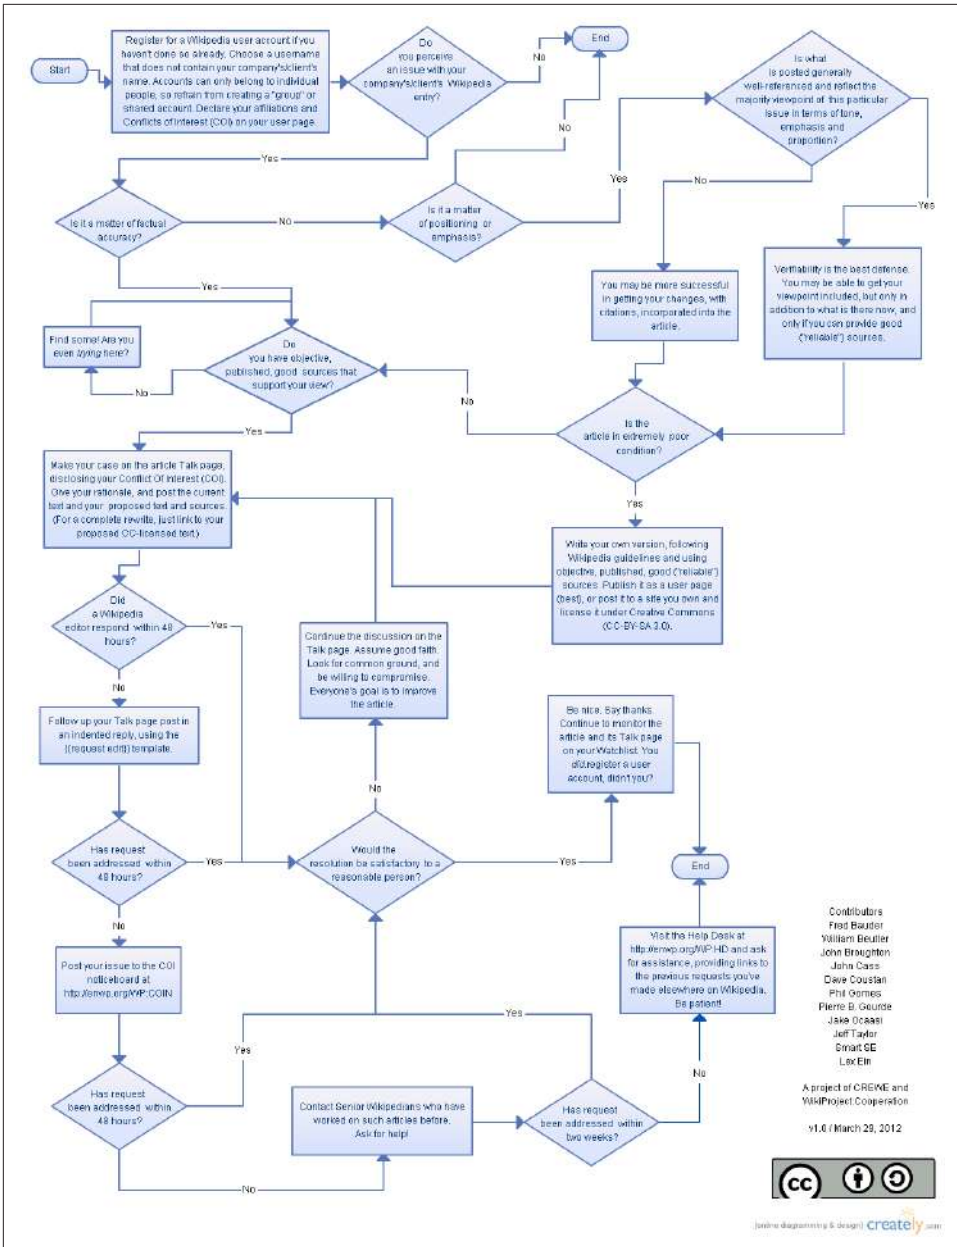 Start
Register for a Wikipedia user account if you
haven't done so already. Choose a username
that does not contain your company's/client's
name. Accounts can only belong to individual
people, so refrain from creating a "group" or
shared account. Declare your affiliations and
Conflicts of Interest (COI) on your user page.
Do
you perceive
an issue with your
company's/client's Wikipedia
entry?
No
End
Is what
is posted generally
well-referenced and reflect the
majority viewpoint of this particular
issue in terms of tone,
emphasis and
proportion?
No
Yes
Yes
No
Yes
Is it a matter of factual
accuracy?
No
Is it a matter
of positioning or
emphasis?
Yes
You may be more successful
in getting your changes, with
citations, incorporated into the
article.
Verifiability is the best defense.
You may be able to get your
viewpoint included, but only in
addition to what is there now, and
only if you can provide good
("reliable") sources.
Find some! Are you
even trying here?
No
Do
you have objective,
published, good sources that
support your view?
No
Is the
article in extremely poor
condition?
Yes
Yes
Make your case on the article Talk page,
disclosing your Conflict Of Interest (COI).
Give your rationale, and post the current
text and your proposed text and sources.
(For a complete rewrite, just link to your
proposed CC-licensed text.)
Write your own version, following
Wikipedia guidelines and using
objective, published, good ("reliable")
sources. Publish it as a user page
(best), or post it to a site you own and
license it under Creative Commons
(CC-BY-SA 3.0).
Did
a Wikipedia
editor respond within 48
hours?
Yes
No
Continue the discussion on the
Talk page. Assume good faith.
Look for common ground, and
be willing to compromise.
Everyone's goal is to improve
the article.
Follow up your Talk page post in
an indented reply, using the
{{request edit}} template.
Be nice. Say thanks.
Continue to monitor the
article and its Talk page
on your Watchlist. You
did register a user
account, didn't you?
No
Has request
been addressed within
48 hours?
Yes
Would the
resolution be satisfactory to a
reasonable person?
Yes
End
No
Post your issue to the COI
noticeboard at
http://enwp.org/WP:COIN
Visit the Help Desk at
http://enwp.org/WP:HD and ask
for assistance, providing links to
the previous requests you've
made elsewhere on Wikipedia.
Be patient!
Yes
Yes
No
Has request
been addressed within
48 hours?
No
Contact Senior Wikipedians who have
worked on such articles before.
Ask for help!
Has request
been addressed within
two weeks?
Contributors
Fred Bauder
William Beutler
John Broughton
John Cass
Dave Coustan
Phil Gomes
Pierre B. Gourde
Jake Ocaasi
Jeff Taylor
Smart SE
Lex Ein
A project of CREWE and
WikiProject Cooperation
v1.0 / March 29, 2012
cc
[online diagramming & design] creately.com